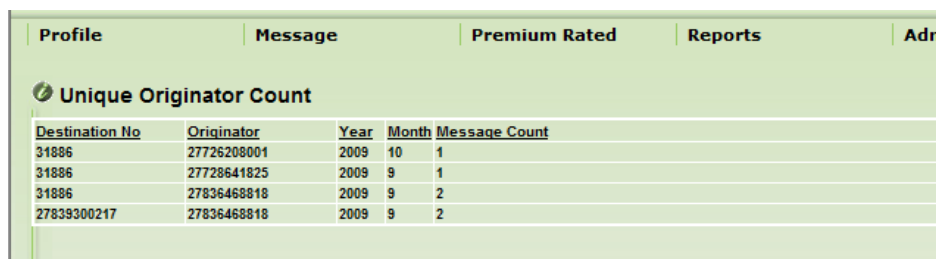 Profile Message Premium Rated Reports
Unique Originator Count
Destination No Originator Year Month Message Count
31886 27726208001 2009 10 1
31886 27728641825 2009 9 1
31886 27836468818 2009 9 2
27839300217 27836468818 2009 9 2